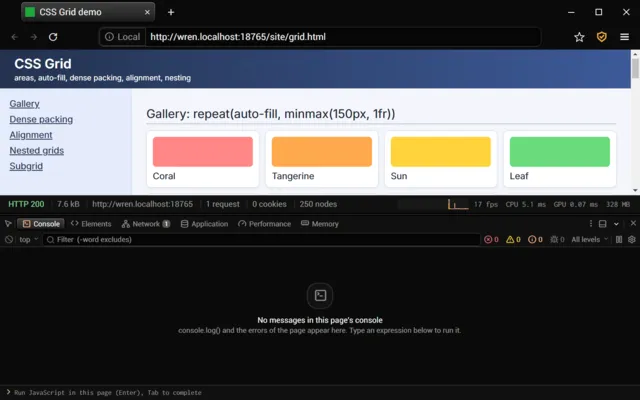 CSS Grid demo
Local http://wren.localhost:18765/site/grid.html
CSS Grid
areas, auto-fill, dense packing, alignment, nesting
Gallery
Dense packing
Alignment
Nested grids
Subgrid
Gallery: repeat(auto-fill, minmax(150px, 1fr))
Coral
Tangerine
Sun
Leaf
HTTP 200 7.6 kB http://wren.localhost:18765 1 request 0 cookies 250 nodes 17 fps CPU 5.1 ms GPU 0.07 ms 328 MB
Console Elements Network 1 Application Performance Memory
top Filter (-word excludes) 0 0 0 0 All levels
No messages in this page's console
console.log() and the errors of the page appear here. Type an expression below to run it.
Run JavaScript in this page (Enter), Tab to complete